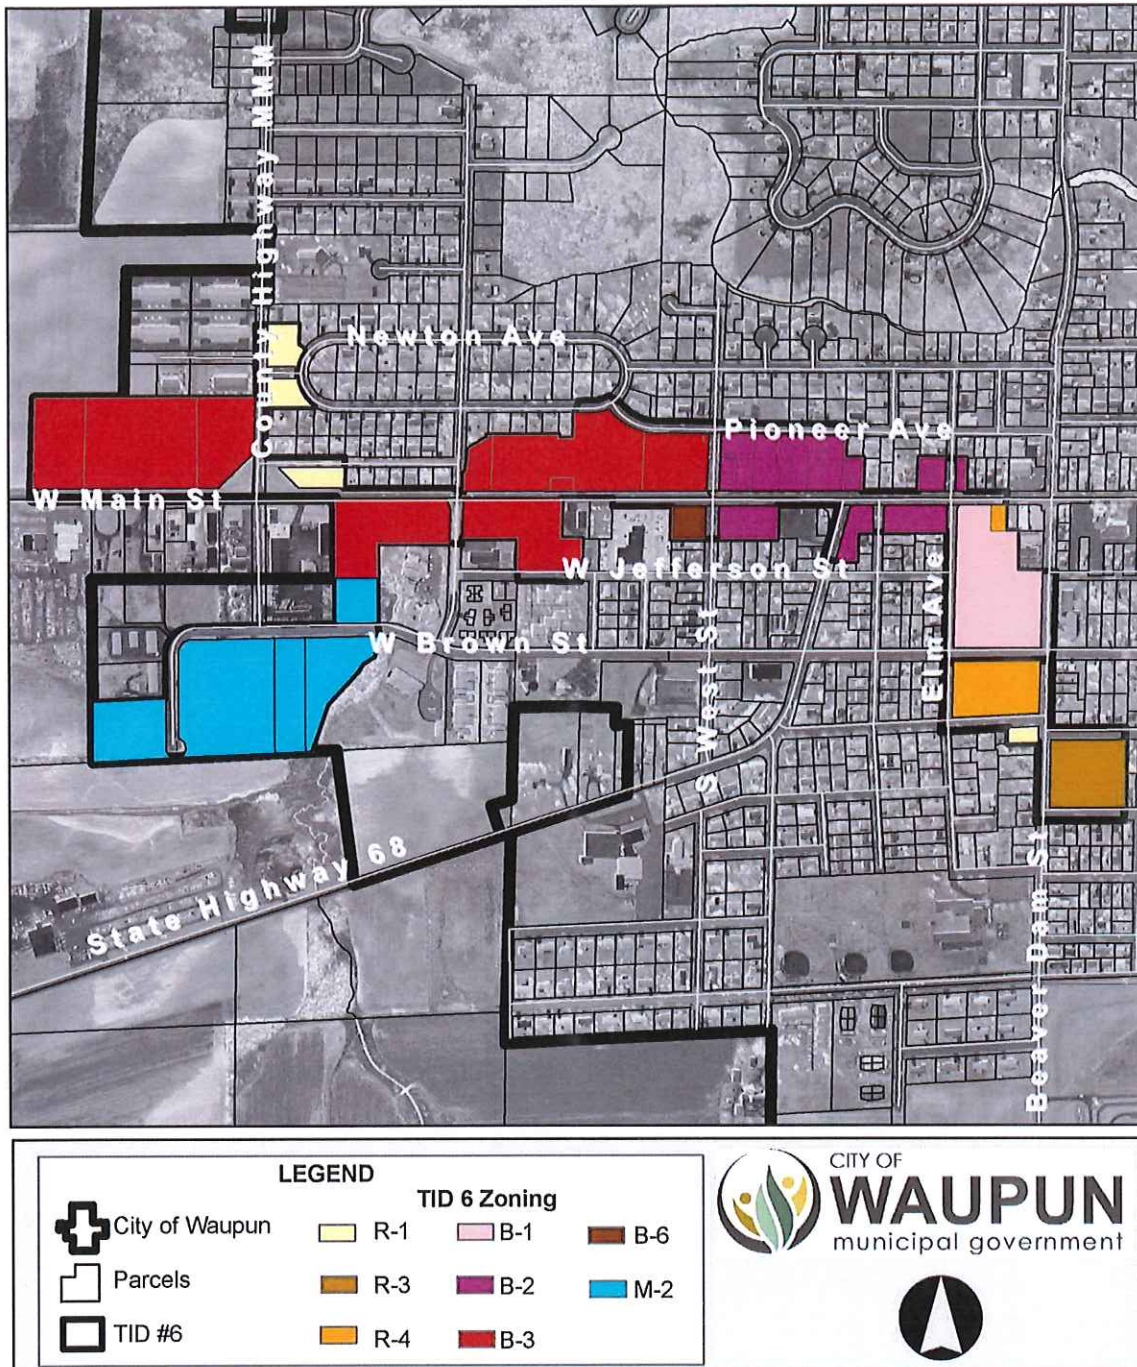 County Highway MMM
Newton Ave
Pioneer Ave
W Main St
W Jefferson St
W Brown St
Elm Ave
S West St
State Highway 68
Beaver Dam St
LEGEND
TID 6 Zoning
City of Waupun
Parcels
TID #6
R-1
R-3
R-4
B-1
B-2
B-3
B-6
M-2
CITY OF
WAUPUN
municipal government